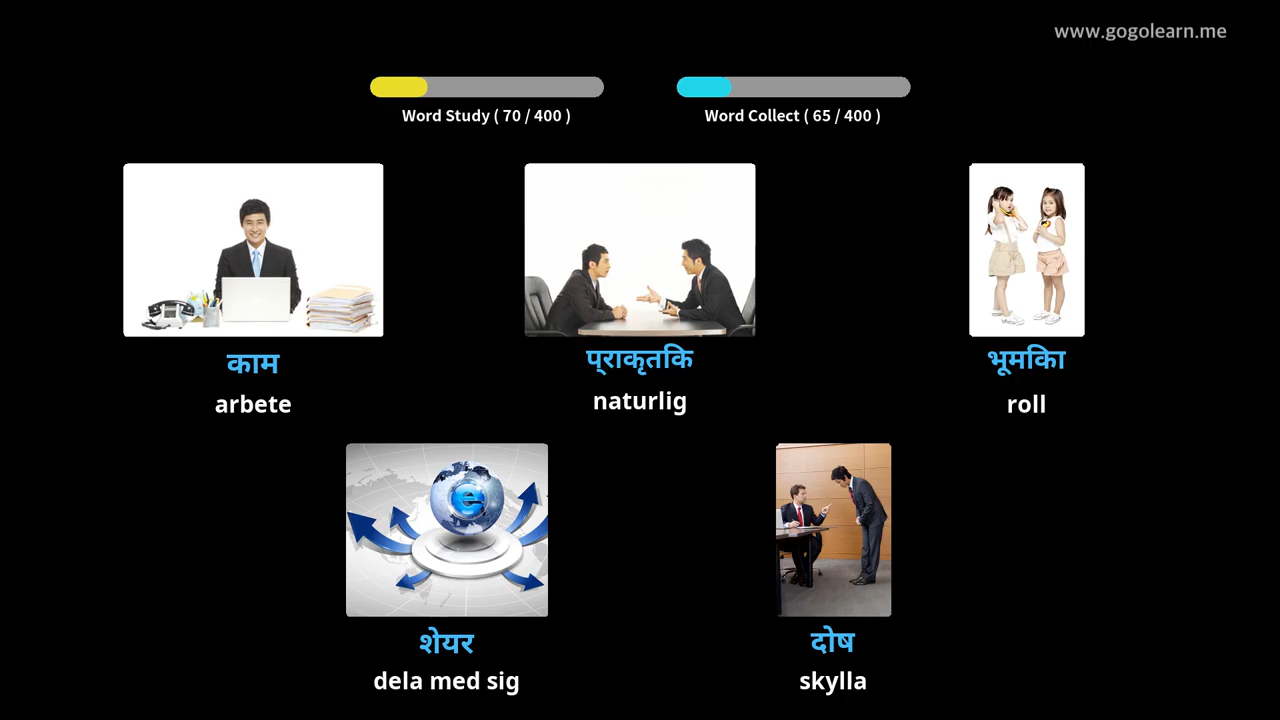 www.gogolearn.me
Word Study ( 70 / 400 )
Word Collect ( 65 / 400 )
काम
प्राकृतकि
भूमकिा
arbete
naturlig
roll
e
शेयर
दोष
dela med sig
skylla